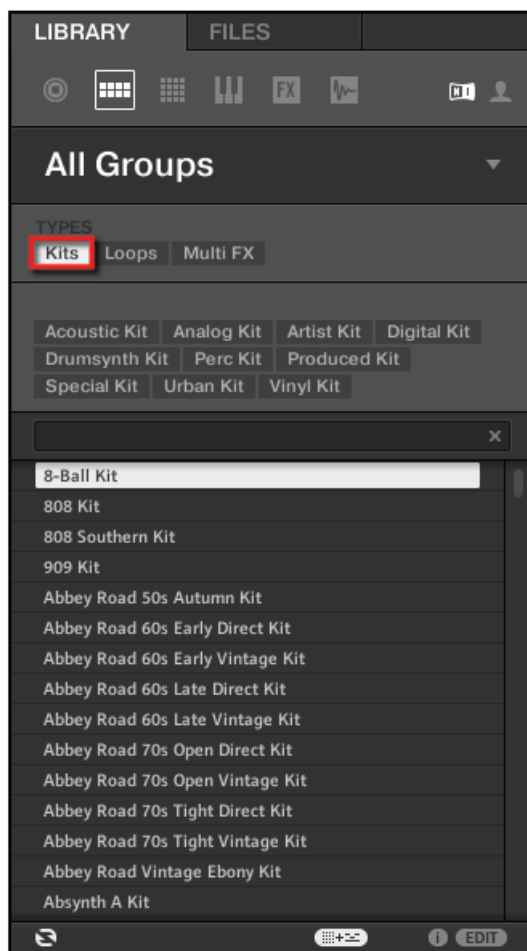 LIBRARY FILES
FX NI
All Groups
TYPES
Kits Loops Multi FX
Acoustic Kit Analog Kit Artist Kit Digital Kit
Drumsynth Kit Perc Kit Produced Kit
Special Kit Urban Kit Vinyl Kit
8-Ball Kit
808 Kit
808 Southern Kit
909 Kit
Abbey Road 50s Autumn Kit
Abbey Road 60s Early Direct Kit
Abbey Road 60s Early Vintage Kit
Abbey Road 60s Late Direct Kit
Abbey Road 60s Late Vintage Kit
Abbey Road 70s Open Direct Kit
Abbey Road 70s Open Vintage Kit
Abbey Road 70s Tight Direct Kit
Abbey Road 70s Tight Vintage Kit
Abbey Road Vintage Ebony Kit
Absynth A Kit
i EDIT